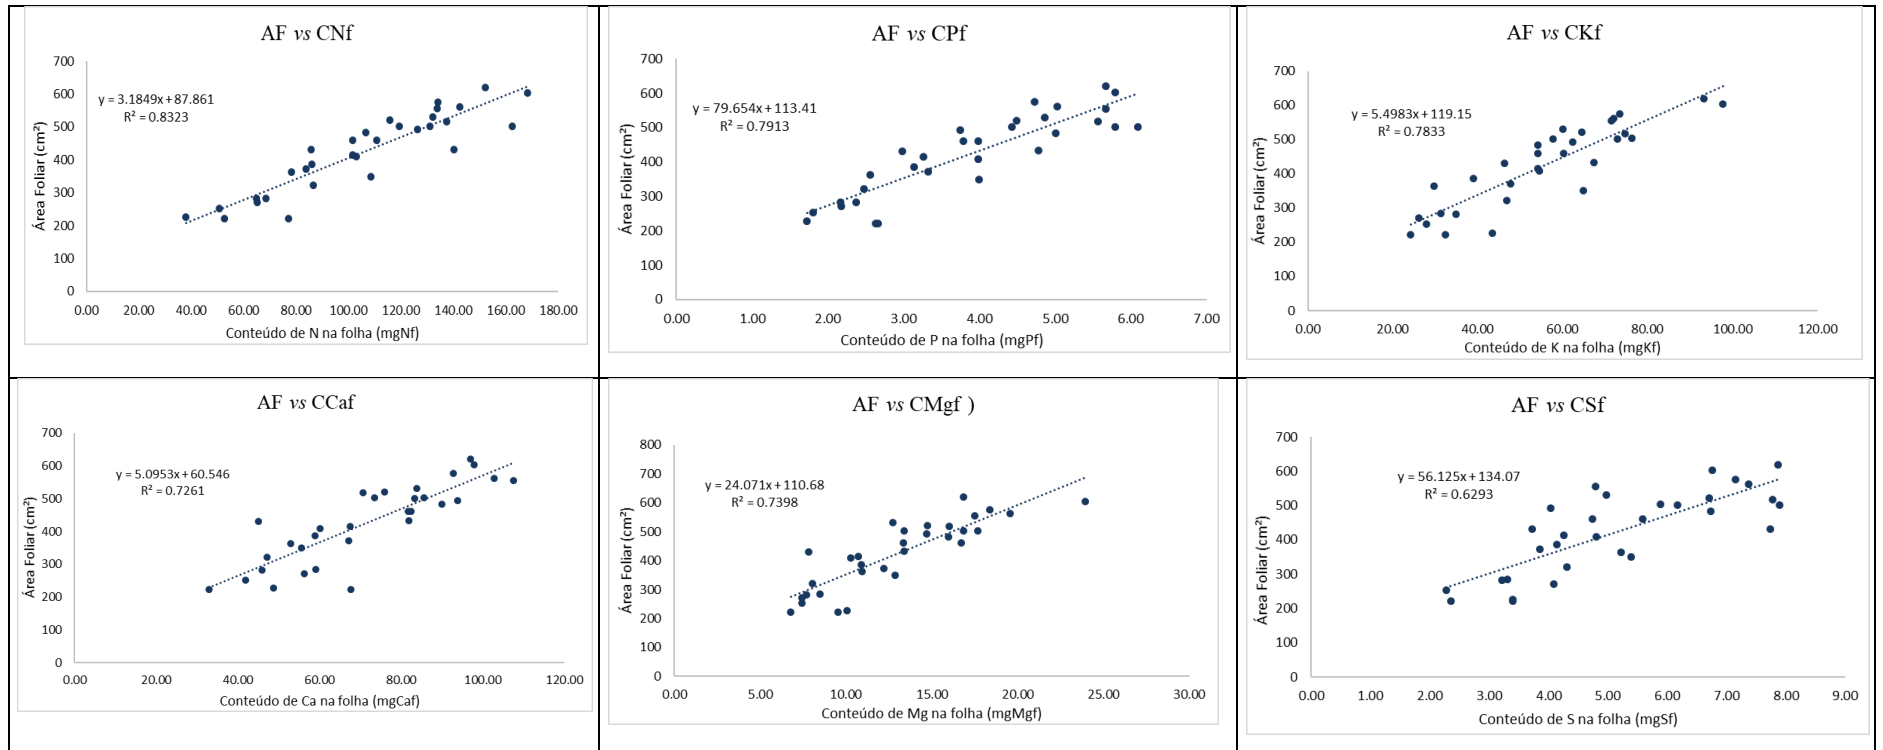 AF vs CNf
Área Foliar (cm²)
700
600
500
400
300
200
100
0
y = 3.1849x + 87.861
R² = 0.8323
0.00 20.00 40.00 60.00 80.00 100.00 120.00 140.00 160.00 180.00
Conteúdo de N na folha (mgNf)
AF vs CPf
Área Foliar (cm²)
700
600
500
400
300
200
100
0
y = 79.654x + 113.41
R² = 0.7913
0.00 1.00 2.00 3.00 4.00 5.00 6.00 7.00
Conteúdo de P na folha (mgPf)
AF vs CKf
Área Foliar (cm²)
700
600
500
400
300
200
100
0
y = 5.4983x + 119.15
R² = 0.7833
0.00 20.00 40.00 60.00 80.00 100.00 120.00
Conteúdo de K na folha (mgKf)
AF vs CCaf
Área Foliar (cm²)
700
600
500
400
300
200
100
0
y = 5.0953x + 60.546
R² = 0.7261
0.00 20.00 40.00 60.00 80.00 100.00 120.00
Conteúdo de Ca na folha (mgCaf)
AF vs CMgf )
Área Foliar (cm²)
800
700
600
500
400
300
200
100
0
y = 24.071x + 110.68
R² = 0.7398
0.00 5.00 10.00 15.00 20.00 25.00 30.00
Conteúdo de Mg na folha (mgMgf)
AF vs CSf
Área Foliar (cm²)
700
600
500
400
300
200
100
0
y = 56.125x + 134.07
R² = 0.6293
0.00 1.00 2.00 3.00 4.00 5.00 6.00 7.00 8.00 9.00
Conteúdo de S na folha (mgSf)